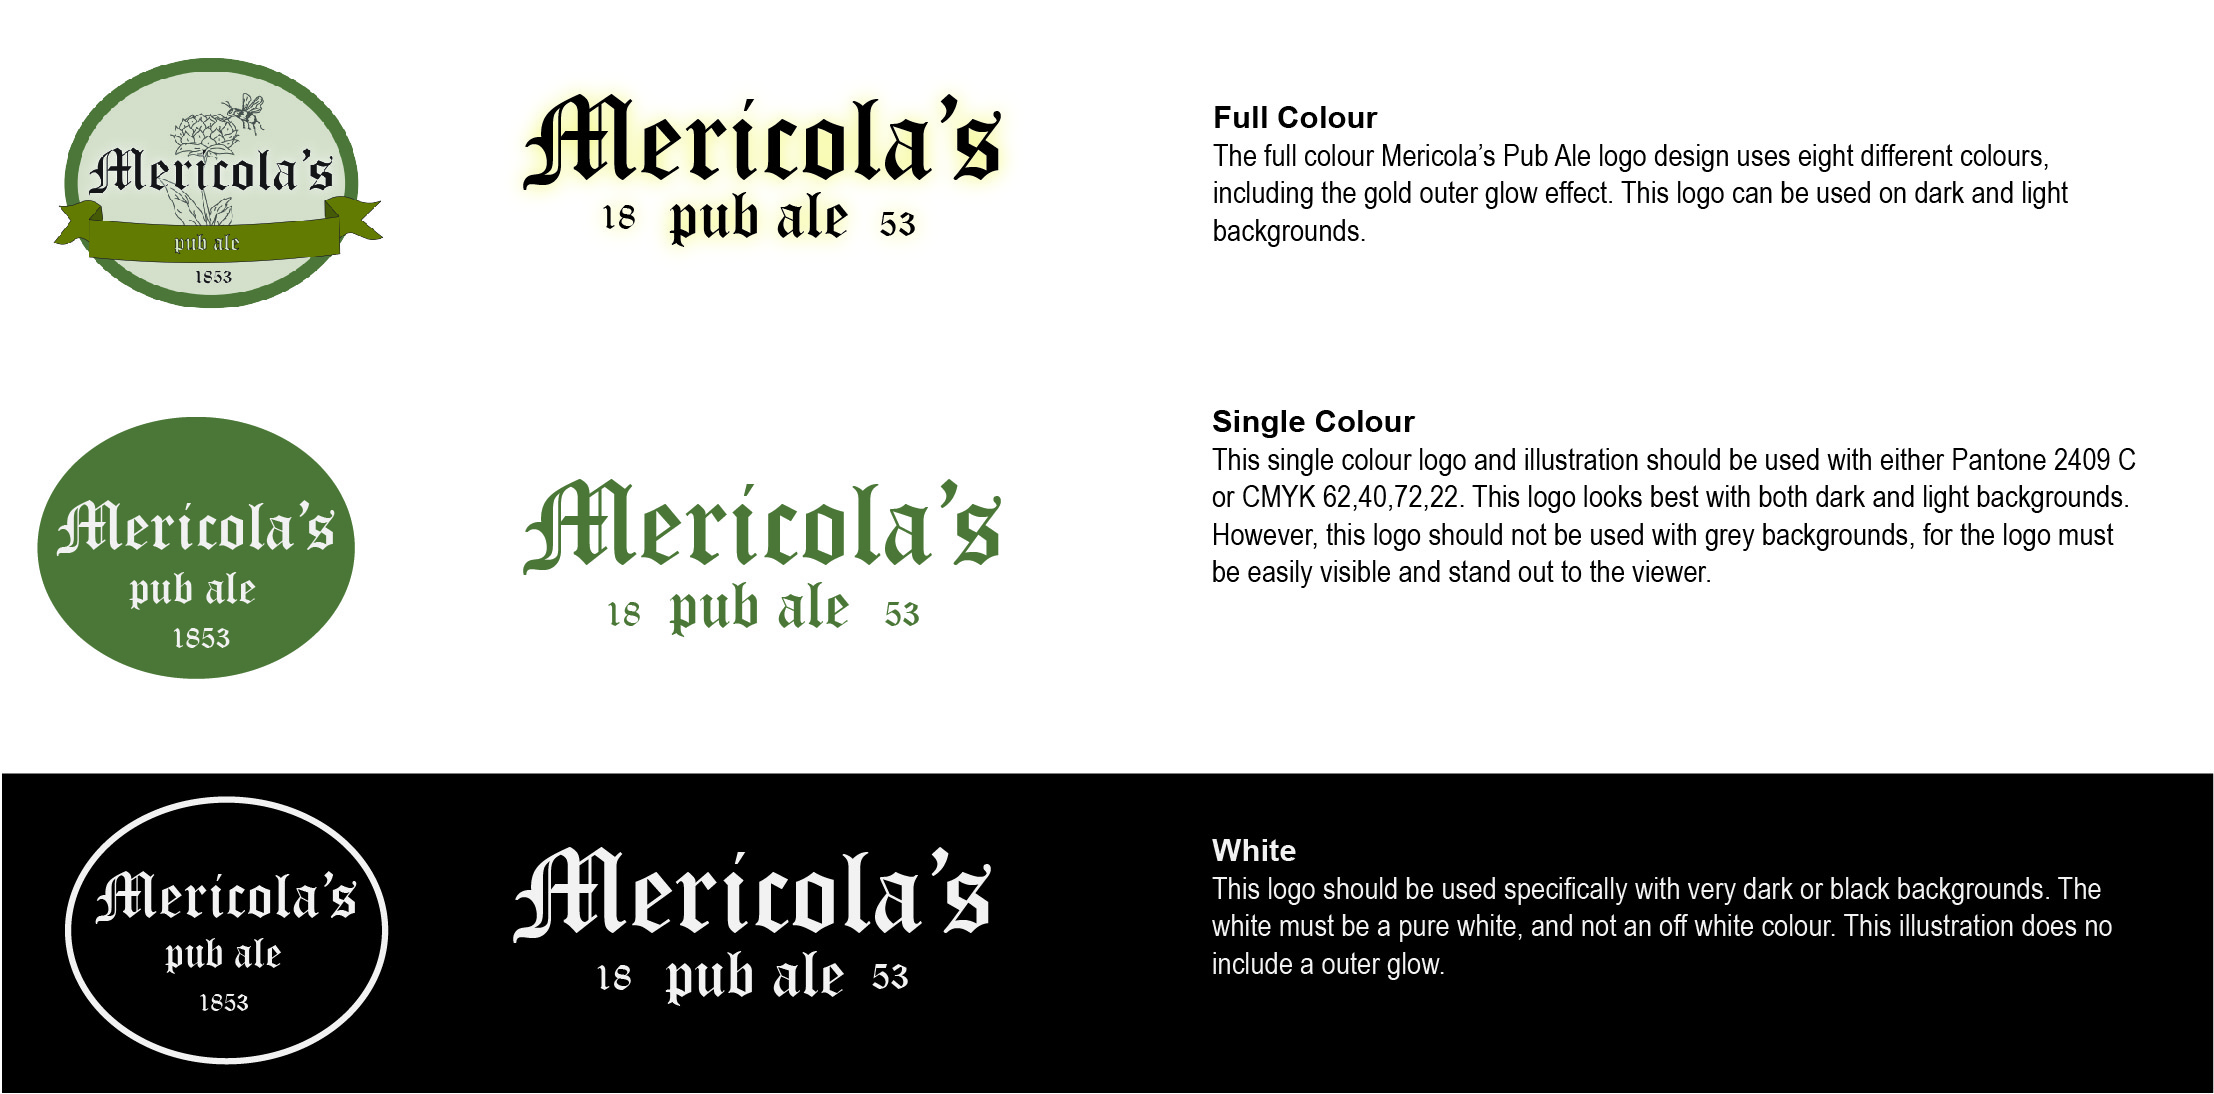 Mericola's
pub ale
1853
Mericola's
18 pub ale 53
Full Colour
The full colour Mericola’s Pub Ale logo design uses eight different colours,
including the gold outer glow effect. This logo can be used on dark and light
backgrounds.
Mericola's
pub ale
1853
Mericola's
18 pub ale 53
Single Colour
This single colour logo and illustration should be used with either Pantone 2409 C
or CMYK 62,40,72,22. This logo looks best with both dark and light backgrounds.
However, this logo should not be used with grey backgrounds, for the logo must
be easily visible and stand out to the viewer.
Mericola's
pub ale
1853
Mericola's
18 pub ale 53
White
This logo should be used specifically with very dark or black backgrounds. The
white must be a pure white, and not an off white colour. This illustration does no
include a outer glow.